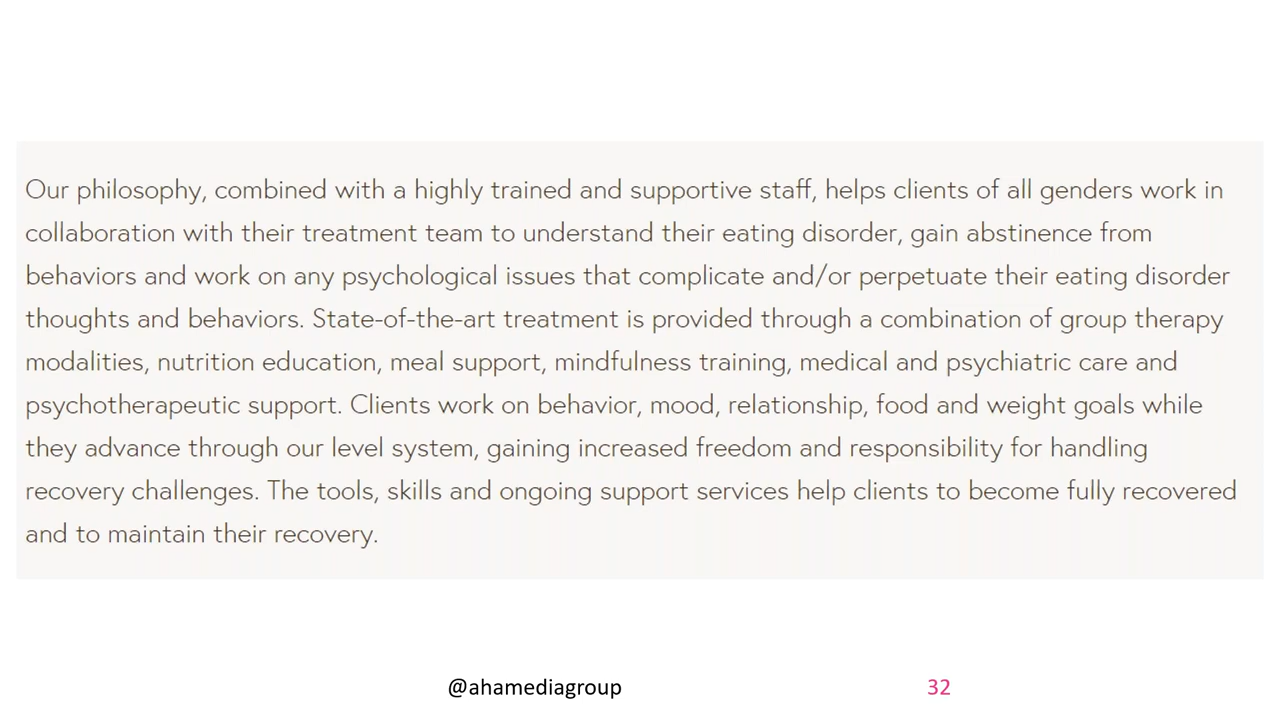 Our philosophy, combined with a highly trained and supportive staff, helps clients of all genders work in
collaboration with their treatment team to understand their eating disorder, gain abstinence from
behaviors and work on any psychological issues that complicate and/or perpetuate their eating disorder
thoughts and behaviors. State-of-the-art treatment is provided through a combination of group therapy
modalities, nutrition education, meal support, mindfulness training, medical and psychiatric care and
psychotherapeutic support. Clients work on behavior, mood, relationship, food and weight goals while
they advance through our level system, gaining increased freedom and responsibility for handling
recovery challenges. The tools, skills and ongoing support services help clients to become fully recovered
and to maintain their recovery.
@ahamediagroup 32